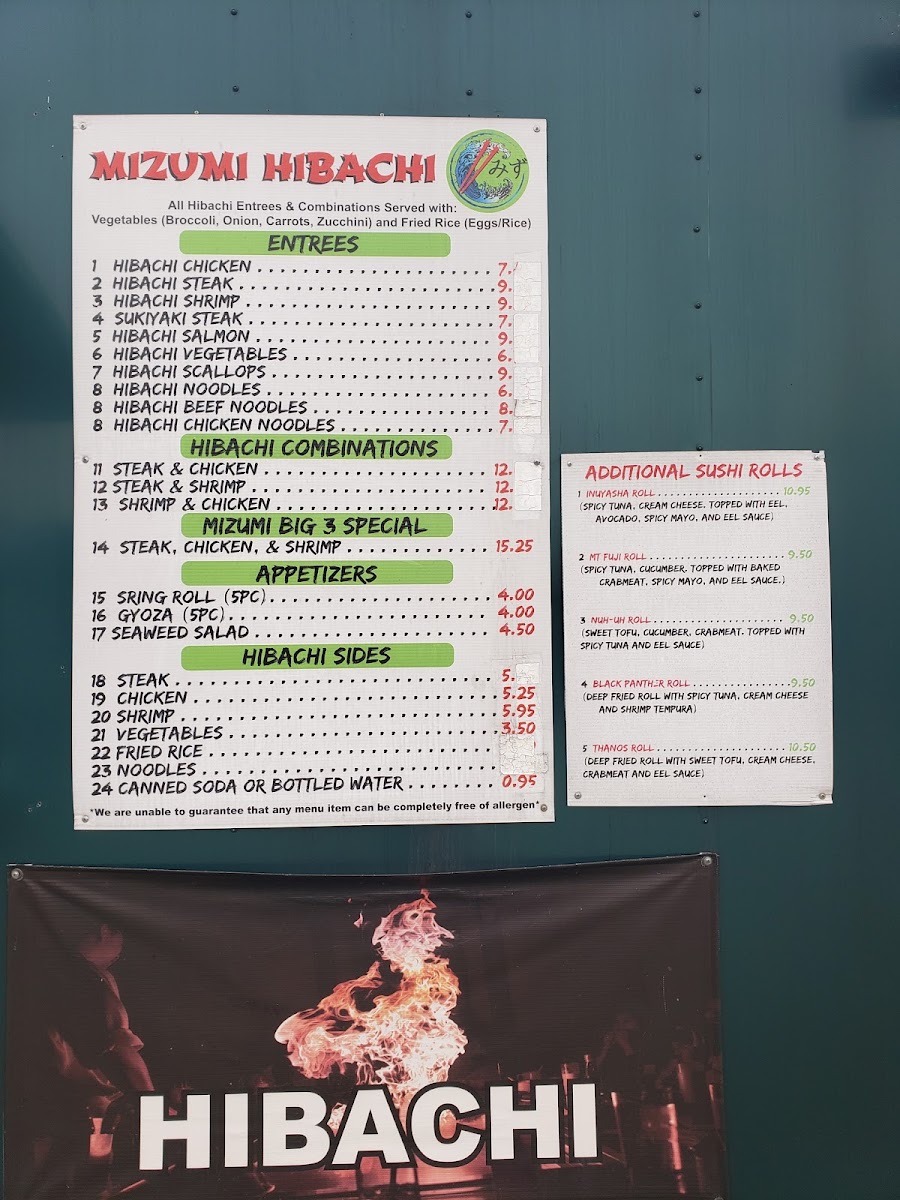 MIZUMI HIBACHI
みず
All Hibachi Entrees & Combinations Served with:
Vegetables (Broccoli, Onion, Carrots, Zucchini) and Fried Rice (Eggs/Rice)
ENTREES
1 HIBACHI CHICKEN . . . . . . . . . . . . . . . . . . . . . 7.
2 HIBACHI STEAK . . . . . . . . . . . . . . . . . . . . . . 9.
3 HIBACHI SHRIMP . . . . . . . . . . . . . . . . . . . . . 9.
4 SUKIYAKI STEAK . . . . . . . . . . . . . . . . . . . . . 7.
5 HIBACHI SALMON . . . . . . . . . . . . . . . . . . . . . 9.
6 HIBACHI VEGETABLES . . . . . . . . . . . . . . . . . . 6.
7 HIBACHI SCALLOPS . . . . . . . . . . . . . . . . . . . 9.
8 HIBACHI NOODLES . . . . . . . . . . . . . . . . . . . . 6.
8 HIBACHI BEEF NOODLES . . . . . . . . . . . . . . . . 8.
8 HIBACHI CHICKEN NOODLES . . . . . . . . . . . . . 7.
HIBACHI COMBINATIONS
11 STEAK & CHICKEN . . . . . . . . . . . . . . . . . . . . 12.
12 STEAK & SHRIMP . . . . . . . . . . . . . . . . . . . . . 12.
13 SHRIMP & CHICKEN . . . . . . . . . . . . . . . . . . . 12.
MIZUMI BIG 3 SPECIAL
14 STEAK, CHICKEN, & SHRIMP . . . . . . . . . . . . . 15.25
APPETIZERS
15 SRING ROLL (5PC) . . . . . . . . . . . . . . . . . . . . 4.00
16 GYOZA (5PC) . . . . . . . . . . . . . . . . . . . . . . . 4.00
17 SEAWEED SALAD . . . . . . . . . . . . . . . . . . . . . 4.50
HIBACHI SIDES
18 STEAK . . . . . . . . . . . . . . . . . . . . . . . . . . . . 5.
19 CHICKEN . . . . . . . . . . . . . . . . . . . . . . . . . . 5.25
20 SHRIMP . . . . . . . . . . . . . . . . . . . . . . . . . . . 5.95
21 VEGETABLES . . . . . . . . . . . . . . . . . . . . . . . . 3.50
22 FRIED RICE . . . . . . . . . . . . . . . . . . . . . . . . .
23 NOODLES . . . . . . . . . . . . . . . . . . . . . . . . . .
24 CANNED SODA OR BOTTLED WATER . . . . . . . . 0.95
*We are unable to guarantee that any menu item can be completely free of allergen*
ADDITIONAL SUSHI ROLLS
1 INUYASHA ROLL . . . . . . . . . . . . . . . . . . . . 10.95
(SPICY TUNA, CREAM CHEESE. TOPPED WITH EEL,
AVOCADO, SPICY MAYO, AND EEL SAUCE)
2 MT FUJI ROLL . . . . . . . . . . . . . . . . . . . . . . 9.50
(SPICY TUNA, CUCUMBER. TOPPED WITH BAKED
CRABMEAT, SPICY MAYO, AND EEL SAUCE.)
3 NUH-UH ROLL . . . . . . . . . . . . . . . . . . . . . . 9.50
(SWEET TOFU, CUCUMBER, CRABMEAT. TOPPED WITH
SPICY TUNA AND EEL SAUCE)
4 BLACK PANTHER ROLL . . . . . . . . . . . . . . . .9.50
(DEEP FRIED ROLL WITH SPICY TUNA, CREAM CHEESE
AND SHRIMP TEMPURA)
5 THANOS ROLL . . . . . . . . . . . . . . . . . . . . . 10.50
(DEEP FRIED ROLL WITH SWEET TOFU, CREAM CHEESE,
CRABMEAT AND EEL SAUCE)
HIBACHI